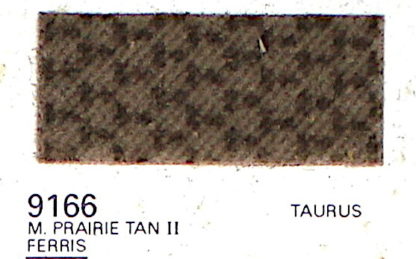 9166
TAURUS
M. PRAIRIE TAN II
FERRIS